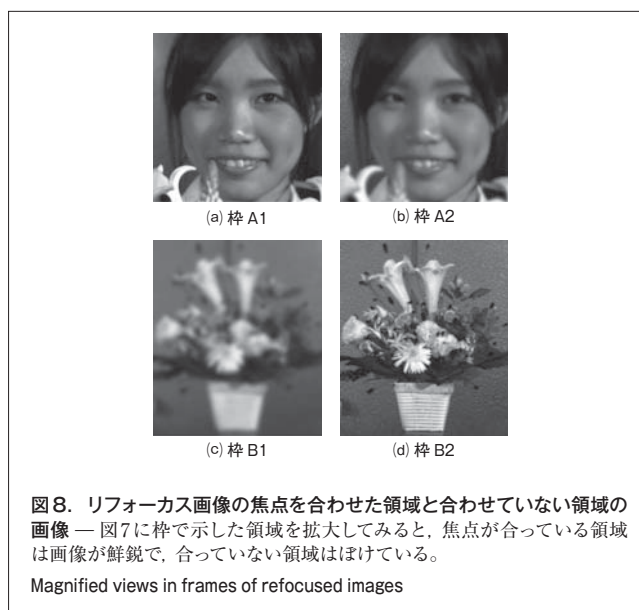 (a) 枠 A1
(b) 枠 A2
(c) 枠 B1
(d) 枠 B2
図8. リフォーカス画像の焦点を合わせた領域と合わせていない領域の
画像 — 図7に枠で示した領域を拡大してみると, 焦点が合っている領域
は画像が鮮鋭で, 合っていない領域はぼけている。
Magnified views in frames of refocused images